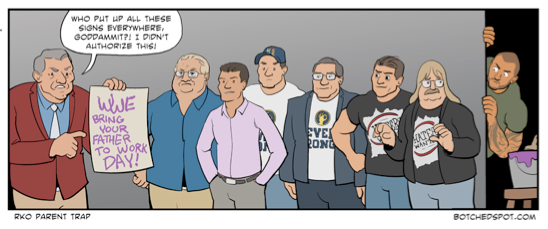 WHO PUT UP ALL THESE
SIGNS EVERYWHERE,
GODDAMMIT?! I DIDN'T
AUTHORIZE THIS!
WWE
BRING
YOUR
FATHER
TO WORK
DAY!
RKO PARENT TRAP
BOTCHEDSPOT.COM